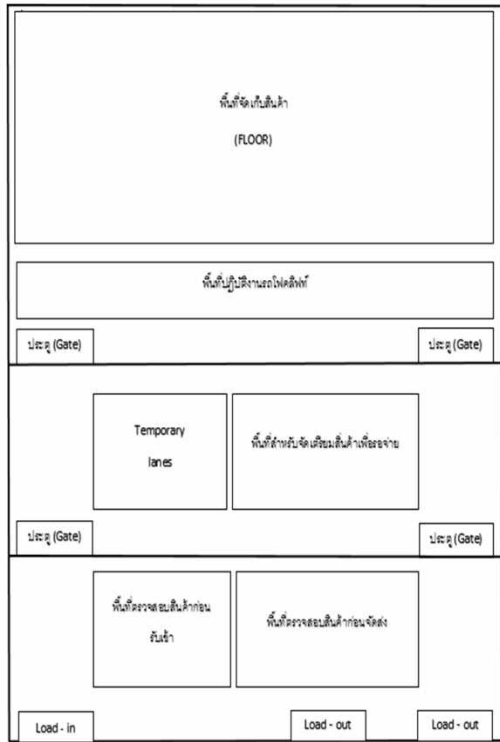 พื้นที่จัดเก็บสินค้า
(FLOOR)
พื้นที่ปฏิบัติงานรถโฟคลิฟท์
ประตู (Gate)
ประตู (Gate)
Temporary
lanes
พื้นที่สำหรับจัดเตรียมสินค้าเพื่อรอจ่าย
ประตู (Gate)
ประตู (Gate)
พื้นที่ตรวจสอบสินค้าก่อน
รับเข้า
พื้นที่ตรวจสอบสินค้าก่อนจัดส่ง
Load - in
Load - out
Load - out